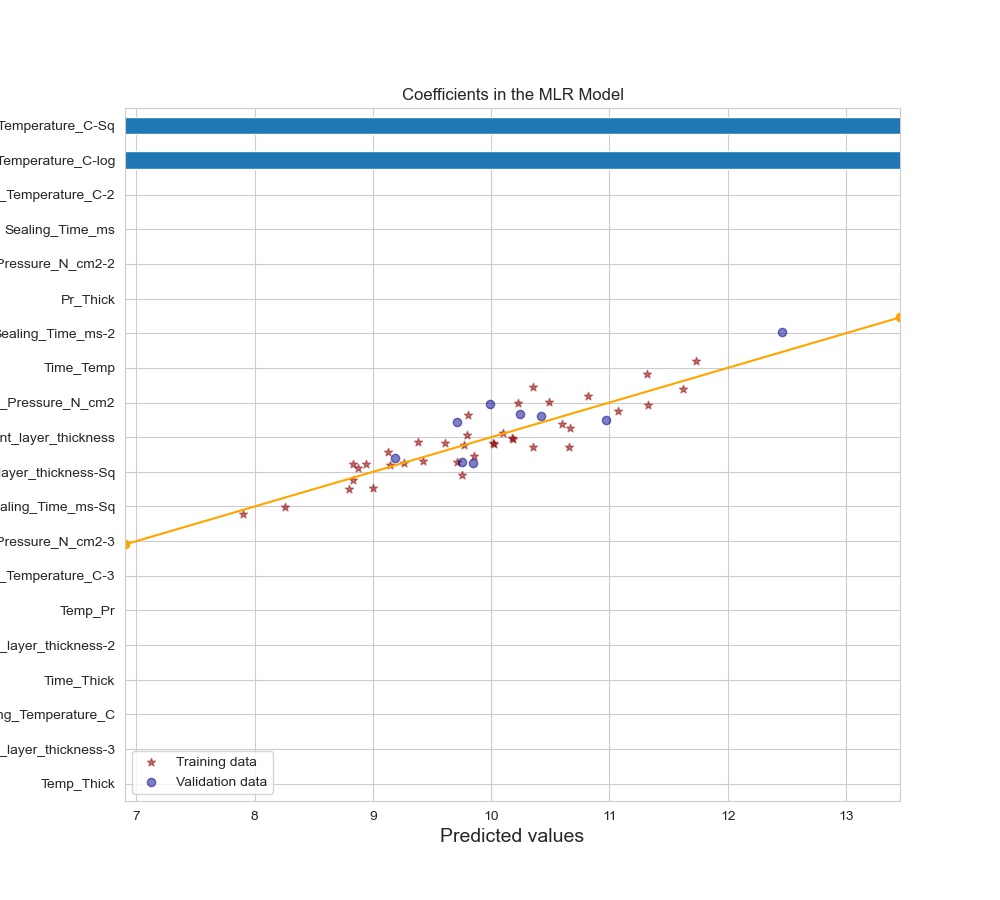 Coefficients in the MLR Model
Temperature_C-Sq
Temperature_C-log
_Temperature_C-2
Sealing_Time_ms
Pressure_N_cm2-2
Pr_Thick
Sealing_Time_ms-2
Time_Temp
_Pressure_N_cm2
nt_layer_thickness
layer_thickness-Sq
aling_Time_ms-Sq
Pressure_N_cm2-3
_Temperature_C-3
Temp_Pr
_layer_thickness-2
Time_Thick
ng_Temperature_C
_layer_thickness-3
Temp_Thick
Training data
Validation data
7 8 9 10 11 12 13
Predicted values